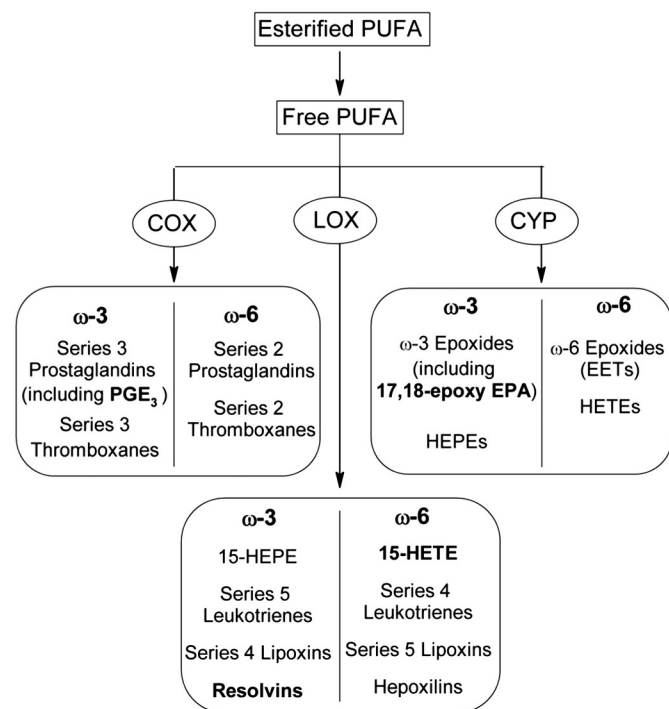 Esterified PUFA
Free PUFA
COX
LOX
CYP
ω-3
Series 3
Prostaglandins
(including PGE3 )
Series 3
Thromboxanes
ω-6
Series 2
Prostaglandins
Series 2
Thromboxanes
ω-3
ω-3 Epoxides
(including
17,18-epoxy EPA)
HEPEs
ω-6
ω-6 Epoxides
(EETs)
HETEs
ω-3
15-HEPE
Series 5
Leukotrienes
Series 4 Lipoxins
Resolvins
ω-6
15-HETE
Series 4
Leukotrienes
Series 5 Lipoxins
Hepoxilins